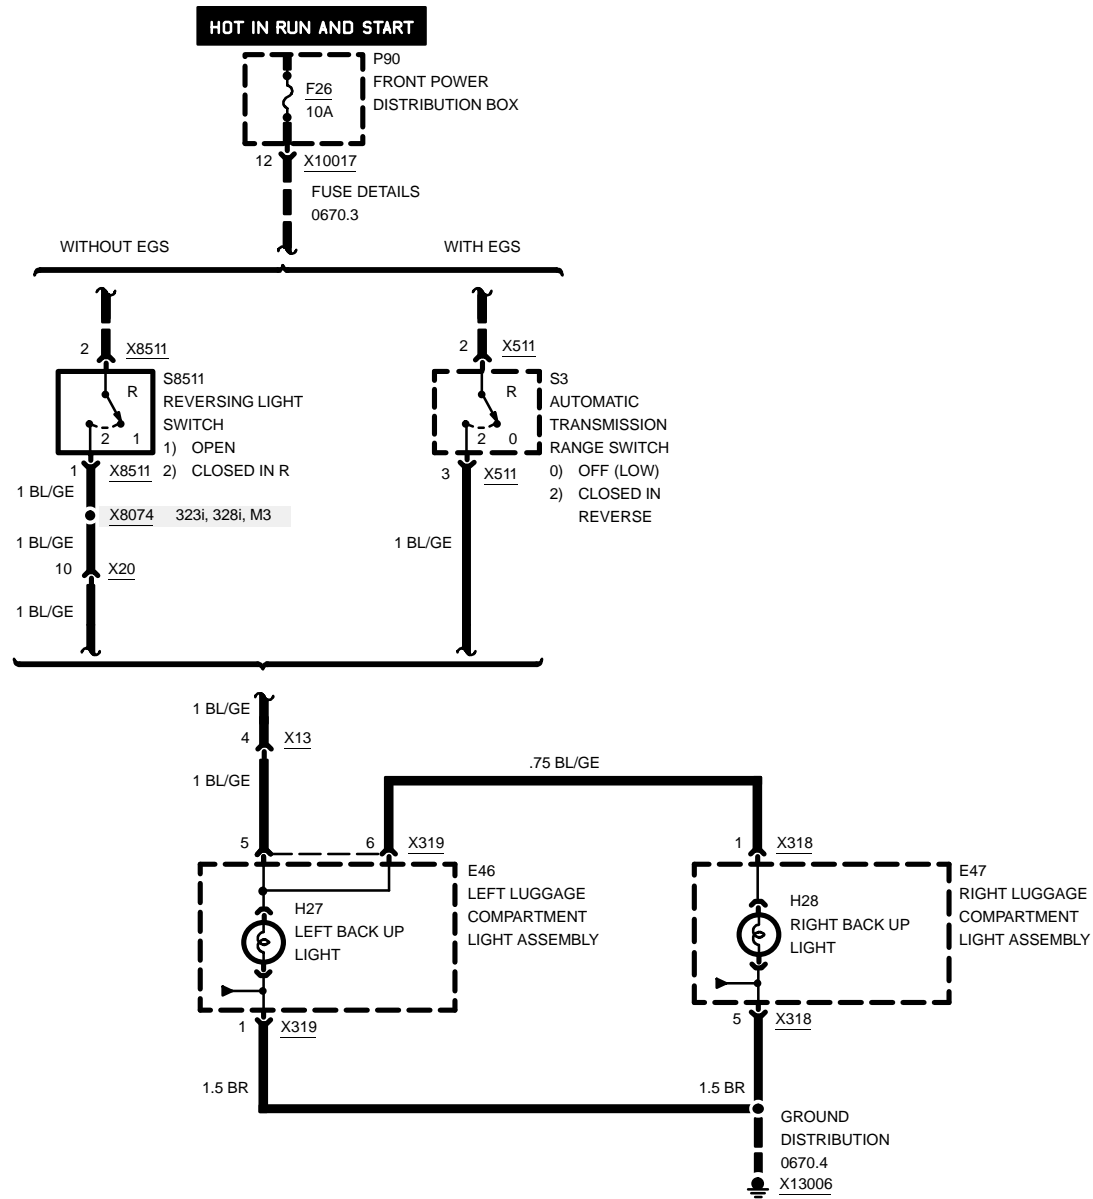 HOT IN RUN AND START
P90
FRONT POWER
DISTRIBUTION BOX
F26
10A
12 X10017
FUSE DETAILS
0670.3
WITHOUT EGS
WITH EGS
2 X8511
S8511
REVERSING LIGHT
SWITCH
1) OPEN
2) CLOSED IN R
R
2 1
1 X8511
1 BL/GE
X8074 323i, 328i, M3
1 BL/GE
10 X20
1 BL/GE
2 X511
S3
AUTOMATIC
TRANSMISSION
RANGE SWITCH
0) OFF (LOW)
2) CLOSED IN
REVERSE
R
2 0
3 X511
1 BL/GE
1 BL/GE
4 X13
1 BL/GE
.75 BL/GE
5 6 X319
E46
LEFT LUGGAGE
COMPARTMENT
LIGHT ASSEMBLY
H27
LEFT BACK UP
LIGHT
1 X319
1.5 BR
1 X318
E47
RIGHT LUGGAGE
COMPARTMENT
LIGHT ASSEMBLY
H28
RIGHT BACK UP
LIGHT
5 X318
1.5 BR
GROUND
DISTRIBUTION
0670.4
X13006